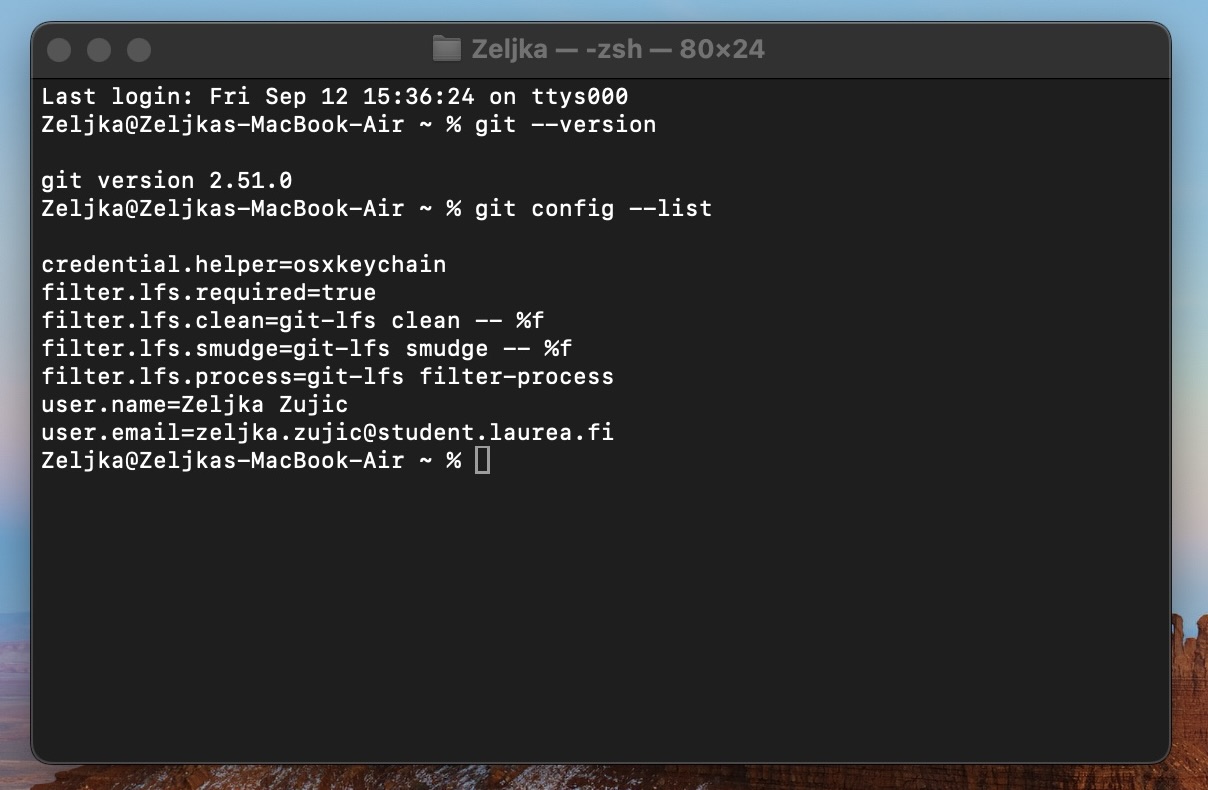 Zeljka — -zsh — 80×24
Last login: Fri Sep 12 15:36:24 on ttys000
Zeljka@Zeljkas-MacBook-Air ~ % git --version
git version 2.51.0
Zeljka@Zeljkas-MacBook-Air ~ % git config --list
credential.helper=osxkeychain
filter.lfs.required=true
filter.lfs.clean=git-lfs clean -- %f
filter.lfs.smudge=git-lfs smudge -- %f
filter.lfs.process=git-lfs filter-process
user.name=Zeljka Zujic
user.email=zeljka.zujic@student.laurea.fi
Zeljka@Zeljkas-MacBook-Air ~ %